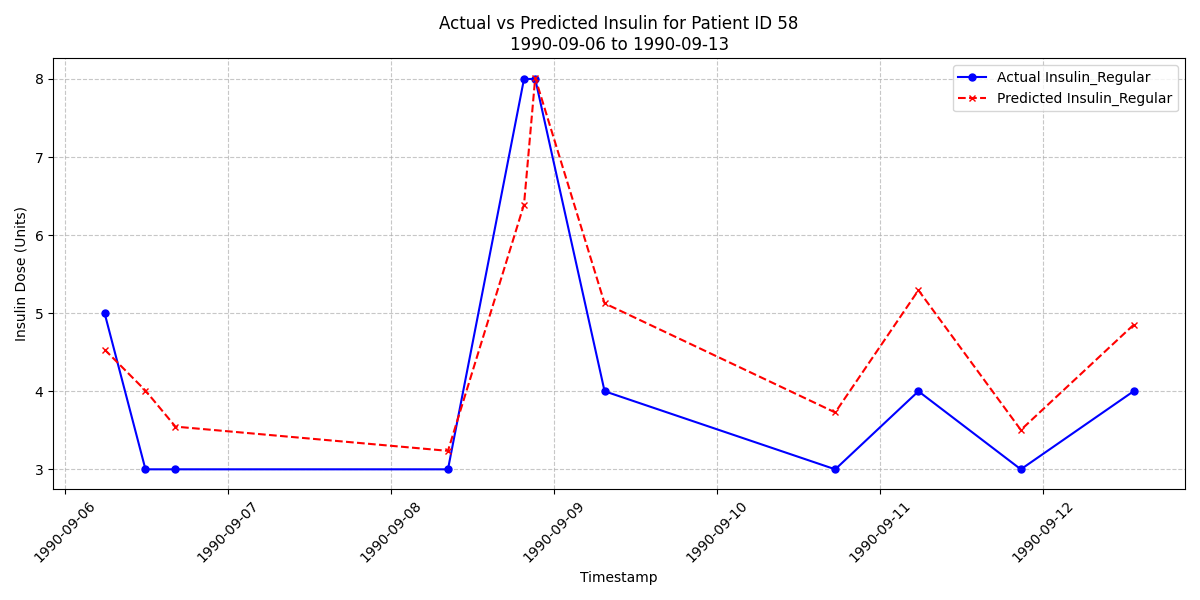 Actual vs Predicted Insulin for Patient ID 58
1990-09-06 to 1990-09-13
Actual Insulin_Regular
Predicted Insulin_Regular
Insulin Dose (Units)
8
7
6
5
4
3
1990-09-06
1990-09-07
1990-09-08
1990-09-09
1990-09-10
1990-09-11
1990-09-12
Timestamp